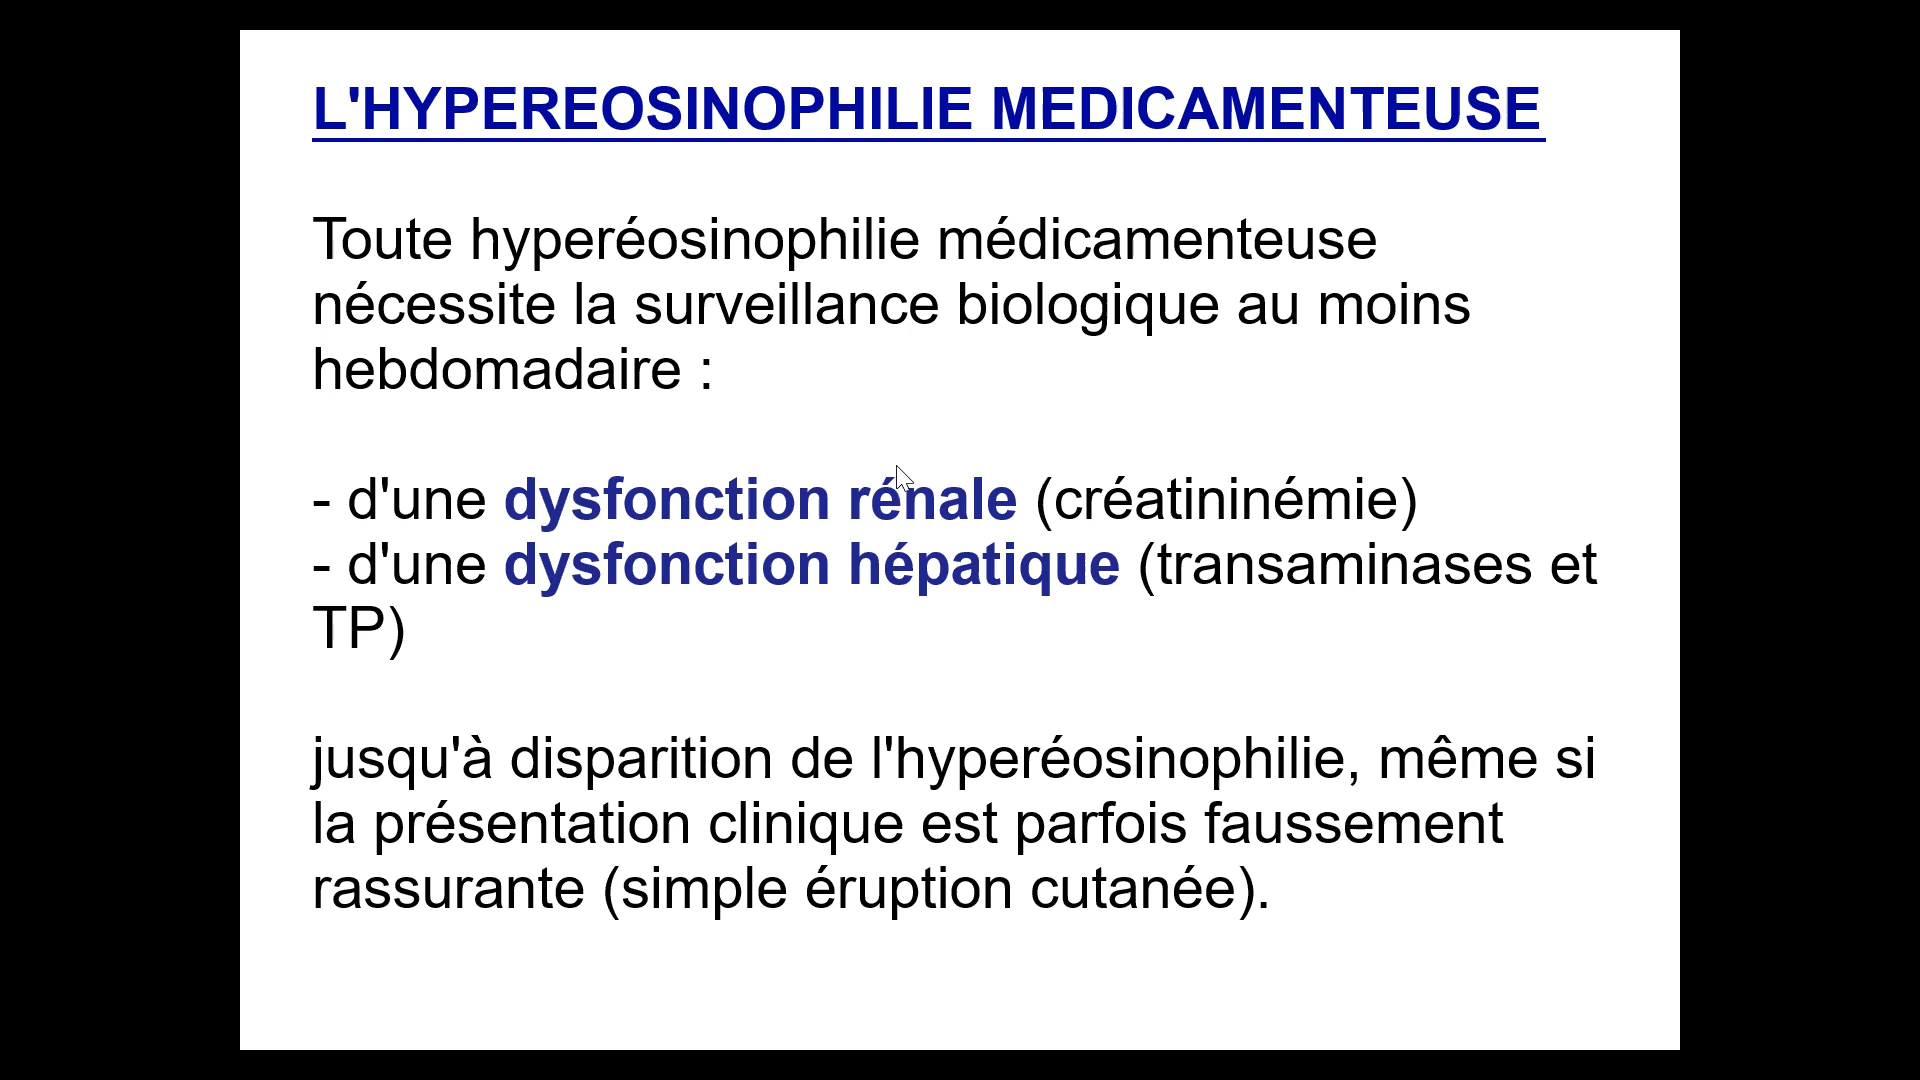 L'HYPEREOSINOPHILIE MEDICAMENTEUSE
Toute hyperéosinophilie médicamenteuse
nécessite la surveillance biologique au moins
hebdomadaire :
- d'une dysfonction rénale (créatininémie)
- d'une dysfonction hépatique (transaminases et
TP)
jusqu'à disparition de l'hyperéosinophilie, même si
la présentation clinique est parfois faussement
rassurante (simple éruption cutanée).